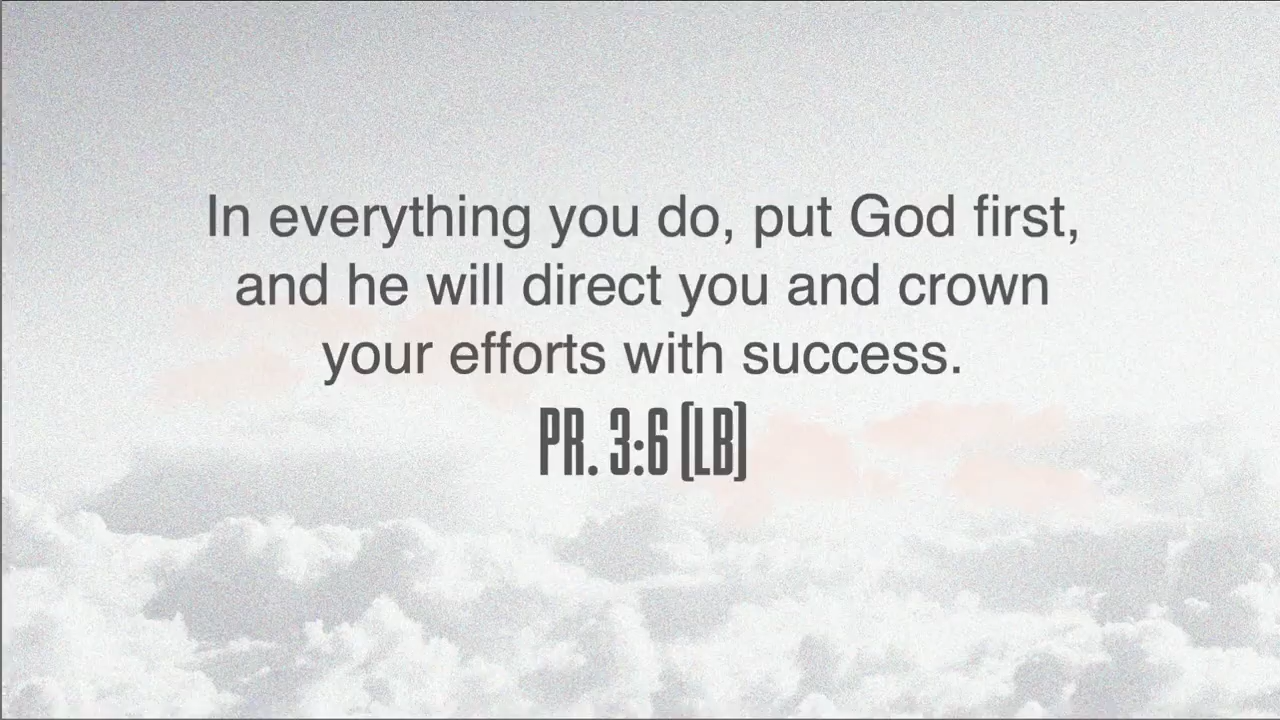 In everything you do, put God first,
and he will direct you and crown
your efforts with success.
PR. 3:6 (LB)